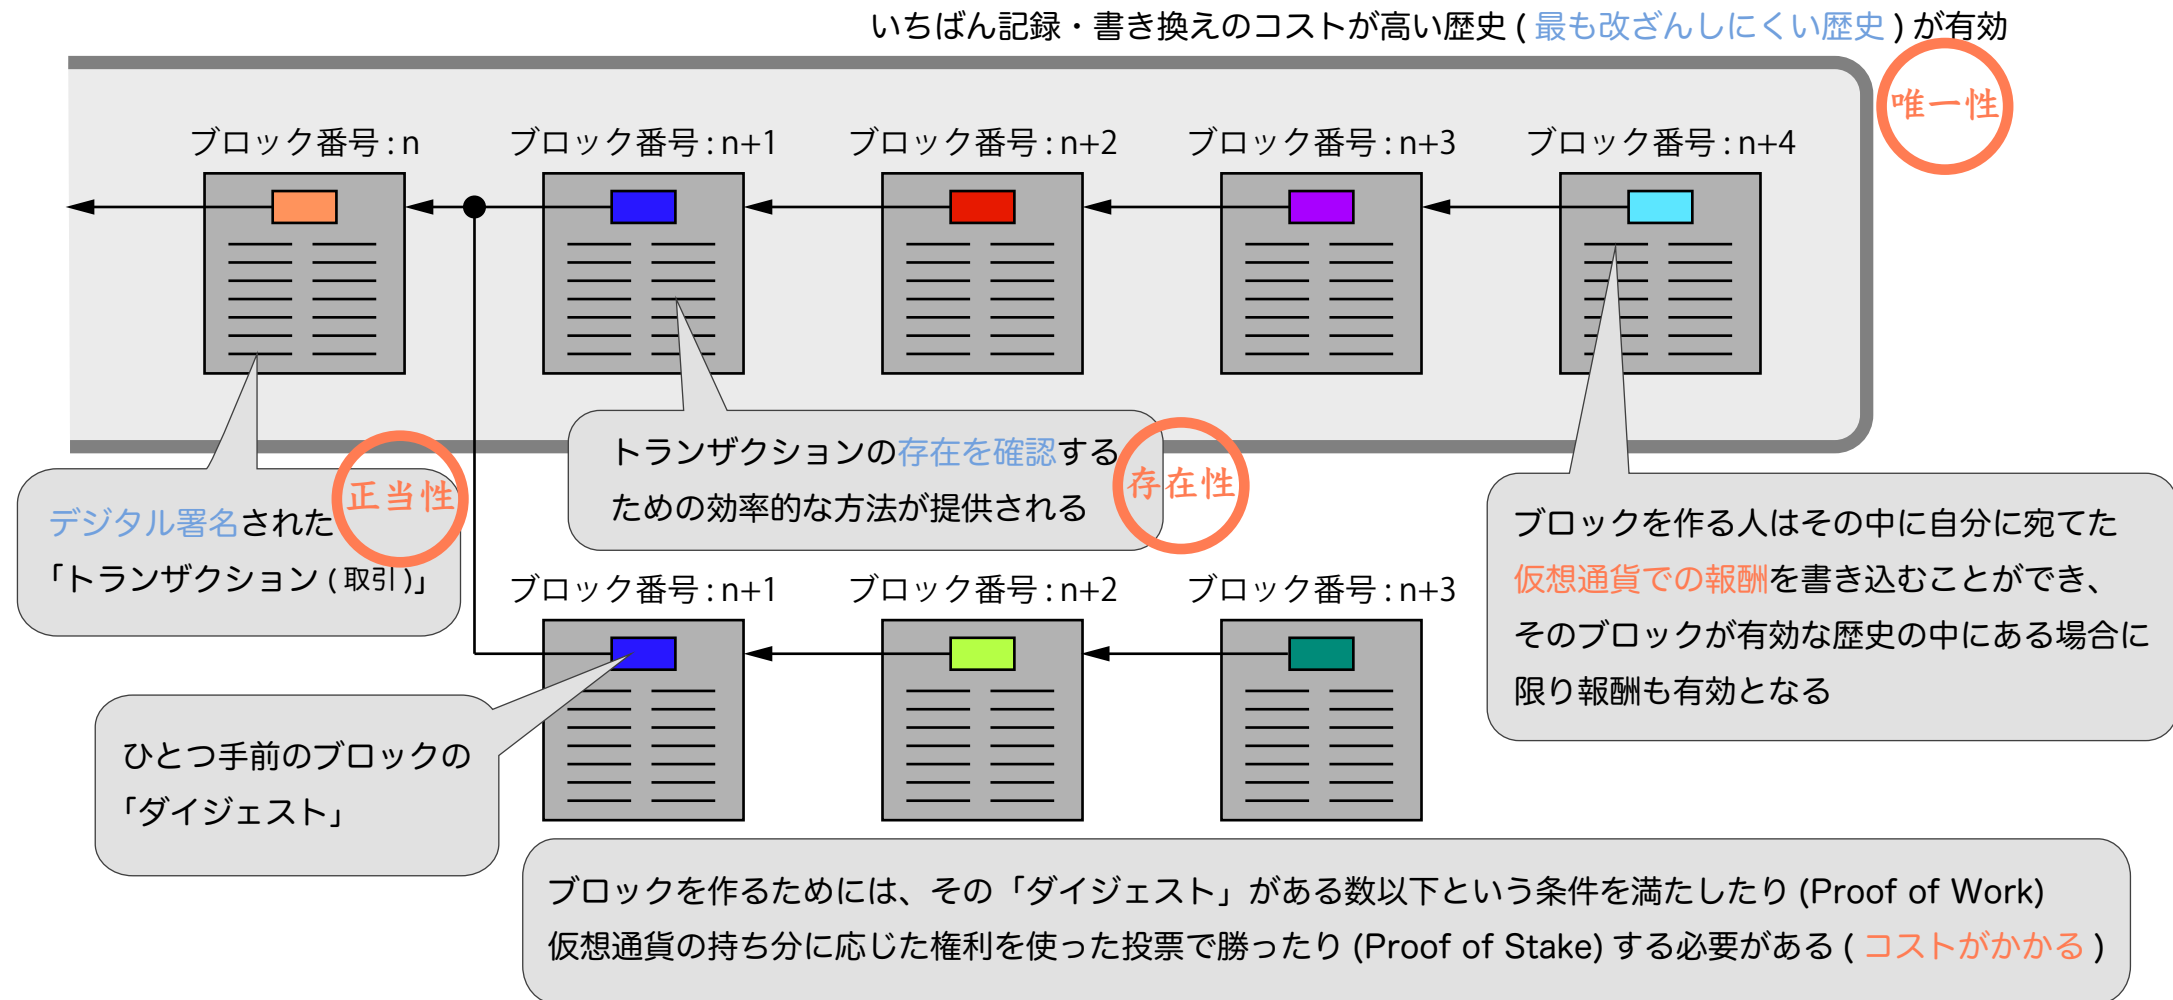 いちばん記録・書き換えのコストが高い歴史 ( 最も改ざんしにくい歴史 ) が有効
唯一性
ブロック番号 : n
ブロック番号 : n+1
ブロック番号 : n+2
ブロック番号 : n+3
ブロック番号 : n+4
デジタル署名された
「トランザクション ( 取引 )」
正当性
トランザクションの存在を確認する
ための効率的な方法が提供される
存在性
ブロックを作る人はその中に自分に宛てた
仮想通貨での報酬を書き込むことができ、
そのブロックが有効な歴史の中にある場合に
限り報酬も有効となる
ブロック番号 : n+1
ブロック番号 : n+2
ブロック番号 : n+3
ひとつ手前のブロックの
「ダイジェスト」
ブロックを作るためには、その「ダイジェスト」がある数以下という条件を満たしたり (Proof of Work)
仮想通貨の持ち分に応じた権利を使った投票で勝ったり (Proof of Stake) する必要がある ( コストがかかる )